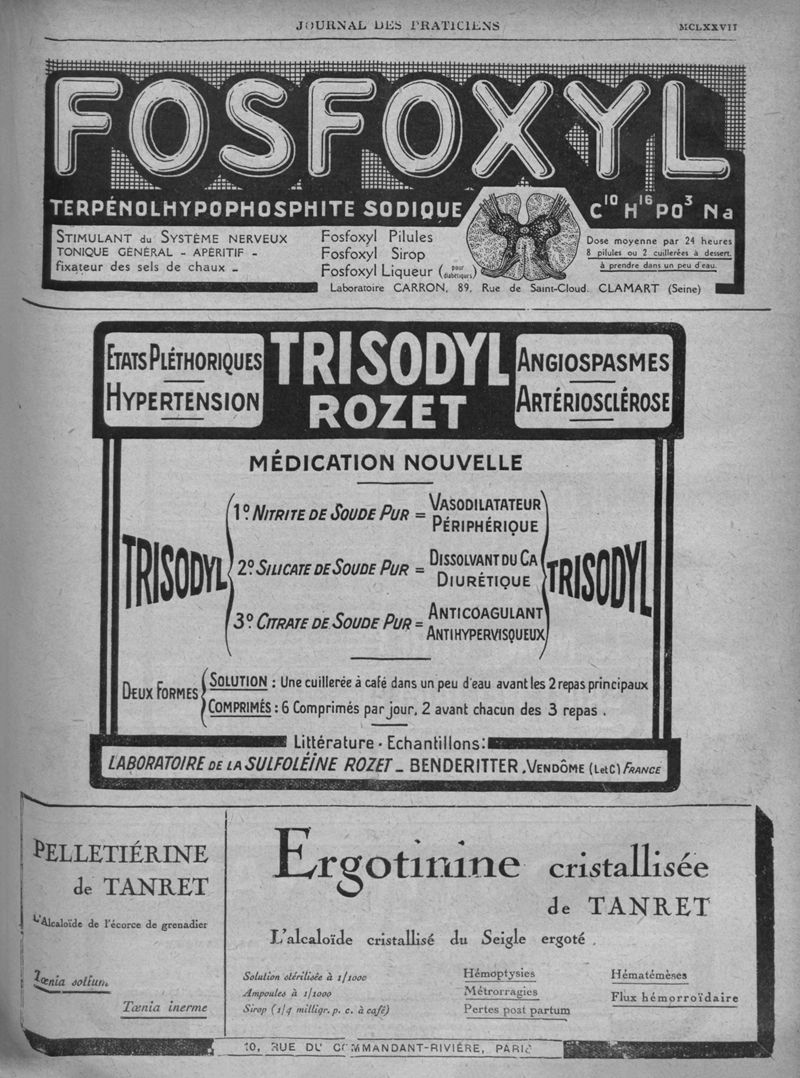 JOURNAL DES PRATICIENS
MCLXXVII
FOSFOXYL
TERPÉNOLHYPOPHOSPHITE SODIQUE
C10 H16 PO3 Na
STIMULANT du SYSTÈME NERVEUX
TONIQUE GÉNÉRAL - APÉRITIF -
fixateur des sels de chaux -
Fosfoxyl Pilules
Fosfoxyl Sirop
Fosfoxyl Liqueur (pour diabétiques)
Dose moyenne par 24 heures
8 pilules ou 2 cuillerées à dessert.
à prendre dans un peu d'eau.
Laboratoire CARRON, 89, Rue de Saint-Cloud. CLAMART (Seine)
ETATS PLÉTHORIQUES
HYPERTENSION
TRISODYL
ROZET
ANGIOSPASMES
ARTÉRIOSCLÉROSE
MÉDICATION NOUVELLE
TRISODYL
1º. NITRITE DE SOUDE PUR = VASODILATATEUR PÉRIPHÉRIQUE
2º. SILICATE DE SOUDE PUR = DISSOLVANT DU CA DIURÉTIQUE
3º CITRATE DE SOUDE PUR = ANTICOAGULANT ANTIHYPERVISQUEUX
TRISODYL
DEUX FORMES
SOLUTION : Une cuillerée à café dans un peu d'eau avant les 2 repas principaux
COMPRIMÉS : 6 Comprimés par jour, 2 avant chacun des 3 repas .
Littérature - Echantillons:
LABORATOIRE DE LA SULFOLÉINE ROZET - BENDERITTER, VENDÔME (L et C) FRANCE
PELLETIÉRINE
de TANRET
L'Alcaloïde de l'écorce de grenadier
Tænia solium
Tænia inerme
Ergotinine cristallisée
de TANRET
L'alcaloïde cristallisé du Seigle ergoté .
Solution stérilisée à 1/1000
Ampoules à 1/1000
Sirop (1/4 milligr. p. c. à café)
Hémoptysies
Métrorragies
Pertes post partum
Hématémèses
Flux hémorroïdaire
10, RUE DU COMMANDANT-RIVIÈRE, PARIS